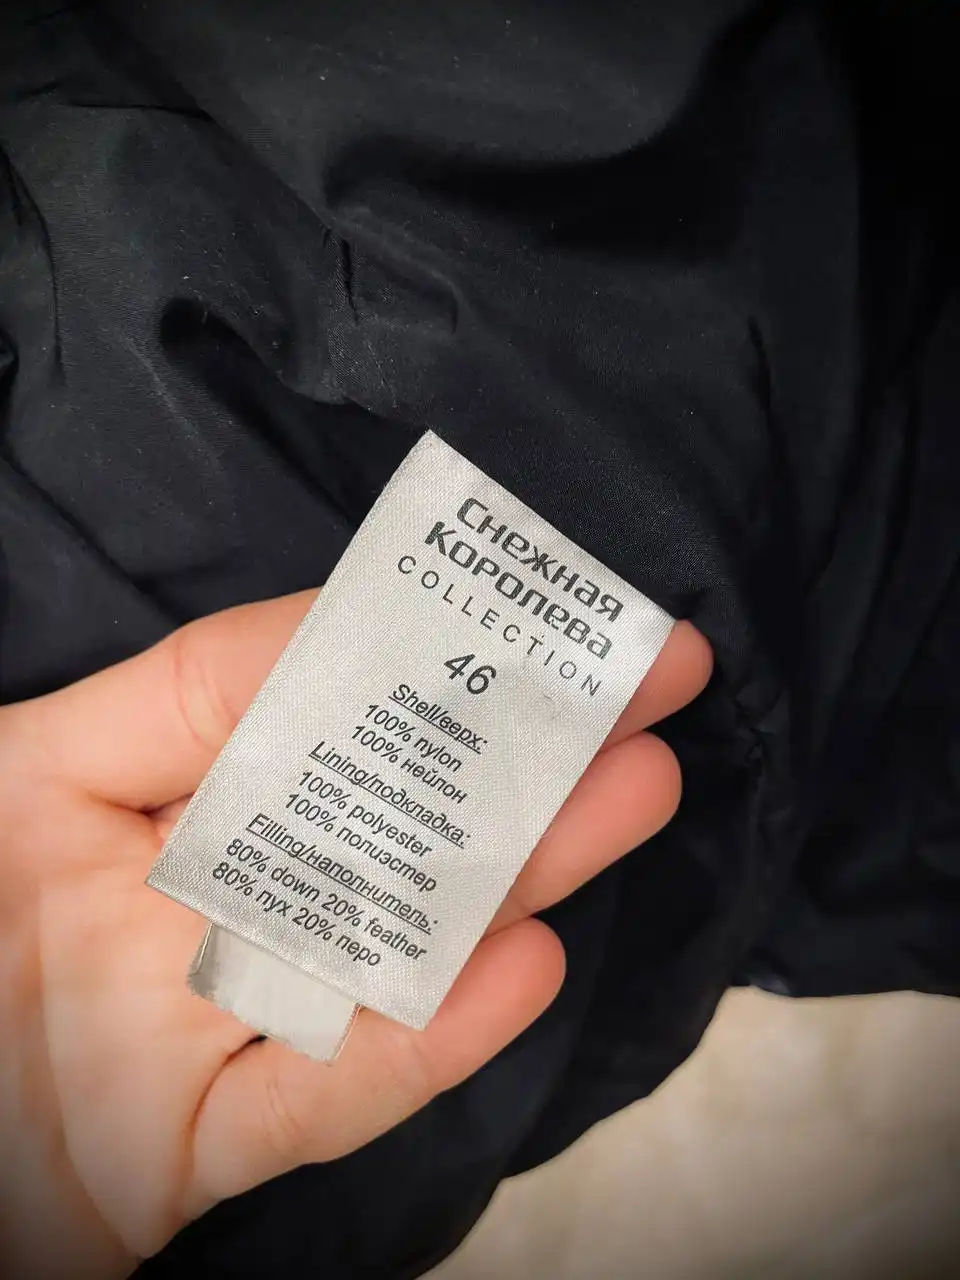 Снежная
королева
COLLECTION
46
Shell/верх:
100% nylon
100% нейлон
Lining/подкладка:
100% polyester
100% полиэстер
Filling/наполнитель:
80% down 20% feather
80% пух 20% перо